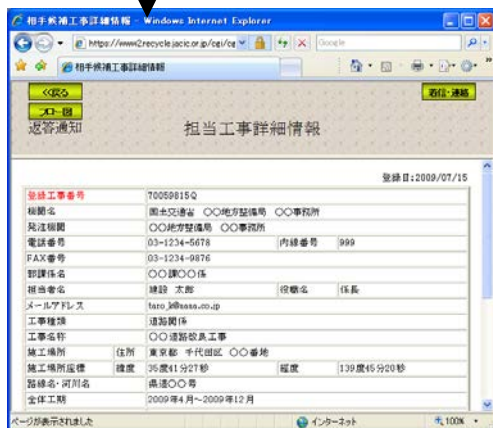 相手候補工事詳細情報 - Windows Internet Explorer
https://www2.recycle.jacic.or.jp/cgi/cg
Google
相手候補工事詳細情報
<<戻る
フロー図
着信・連絡
返答通知
担当工事詳細情報
登録日:2009/07/15
登録工事番号 70059815Q
機関名 国土交通省 〇〇地方整備局 〇〇事務所
発注機関 〇〇地方整備局 〇〇事務所
電話番号 03-1234-5678 内線番号 999
FAX番号 03-1234-9876
部課係名 〇〇課〇〇係
担当者名 建設 太郎 役職名 係長
メールアドレス taro_k@aaaa.co.jp
工事種類 道路関係
工事名称 〇〇道路改良工事
施工場所 住所 東京都 千代田区 〇〇番地
施工場所座標 緯度 35度41分27秒 経度 139度45分20秒
路線名・河川名 県道〇〇号
全体工期 2009年4月～2009年12月
ページが表示されました
インターネット
100%